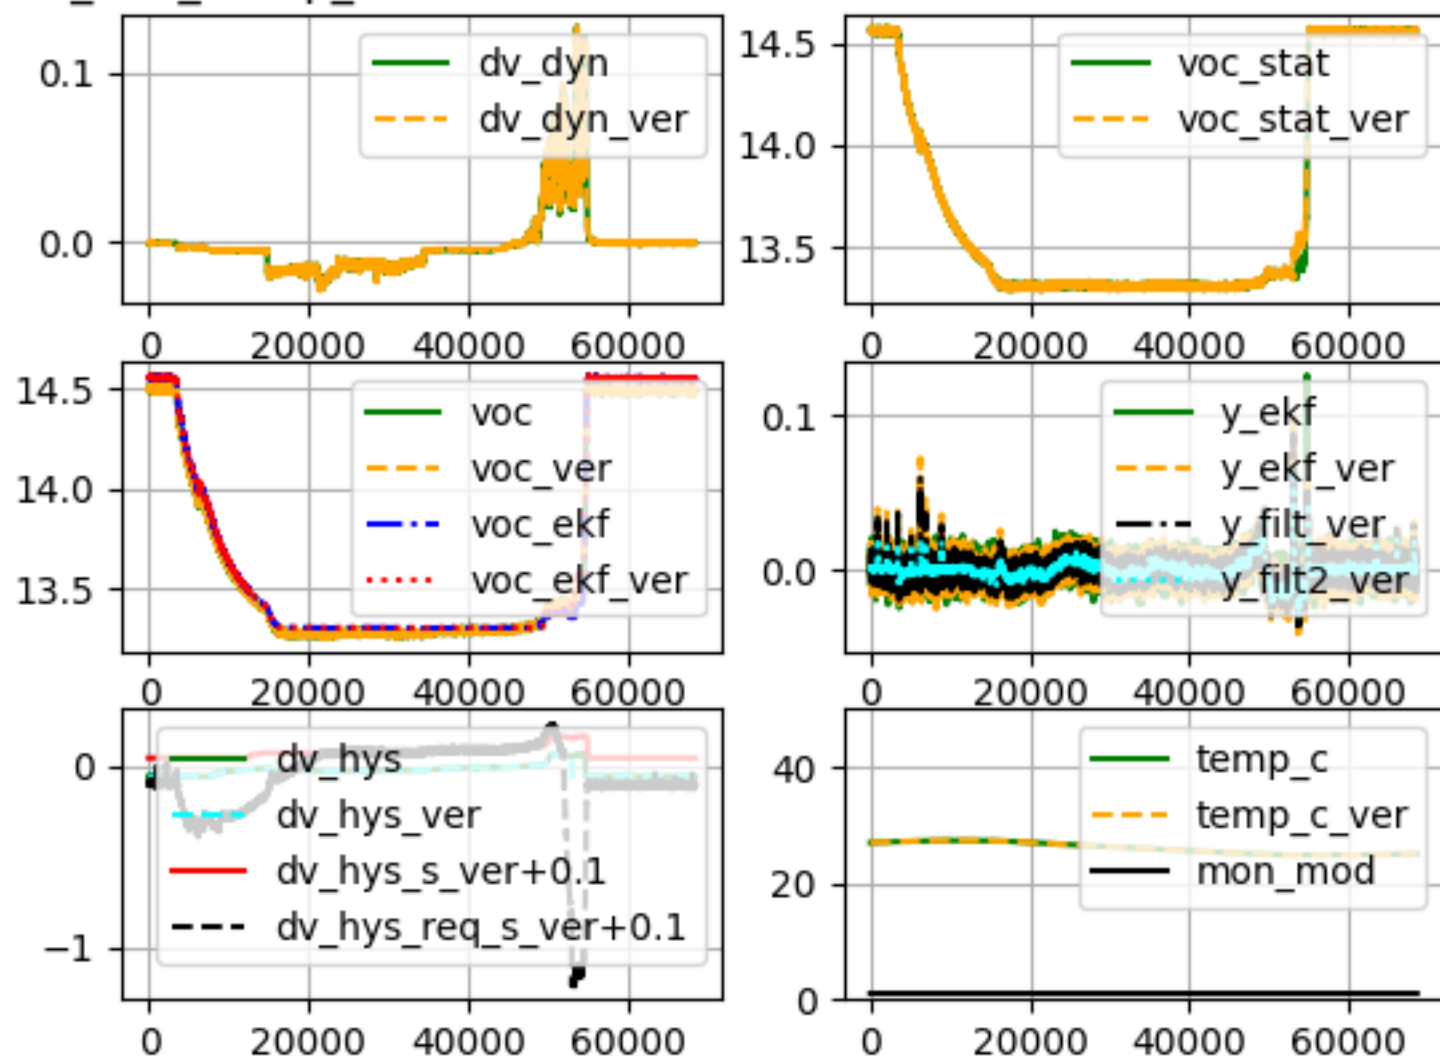 0.1
0.0
dv_dyn
dv_dyn_ver
0 20000 40000 60000
14.5
14.0
13.5
voc_stat
voc_stat_ver
0 20000 40000 60000
14.5
14.0
13.5
voc
voc_ver
voc_ekf
voc_ekf_ver
0 20000 40000 60000
0.1
0.0
y_ekf
y_ekf_ver
y_filt_ver
y_filt2_ver
0 20000 40000 60000
0
−1
dv_hys
dv_hys_ver
dv_hys_s_ver+0.1
dv_hys_req_s_ver+0.1
0 20000 40000 60000
40
20
0
temp_c
temp_c_ver
mon_mod
0 20000 40000 60000